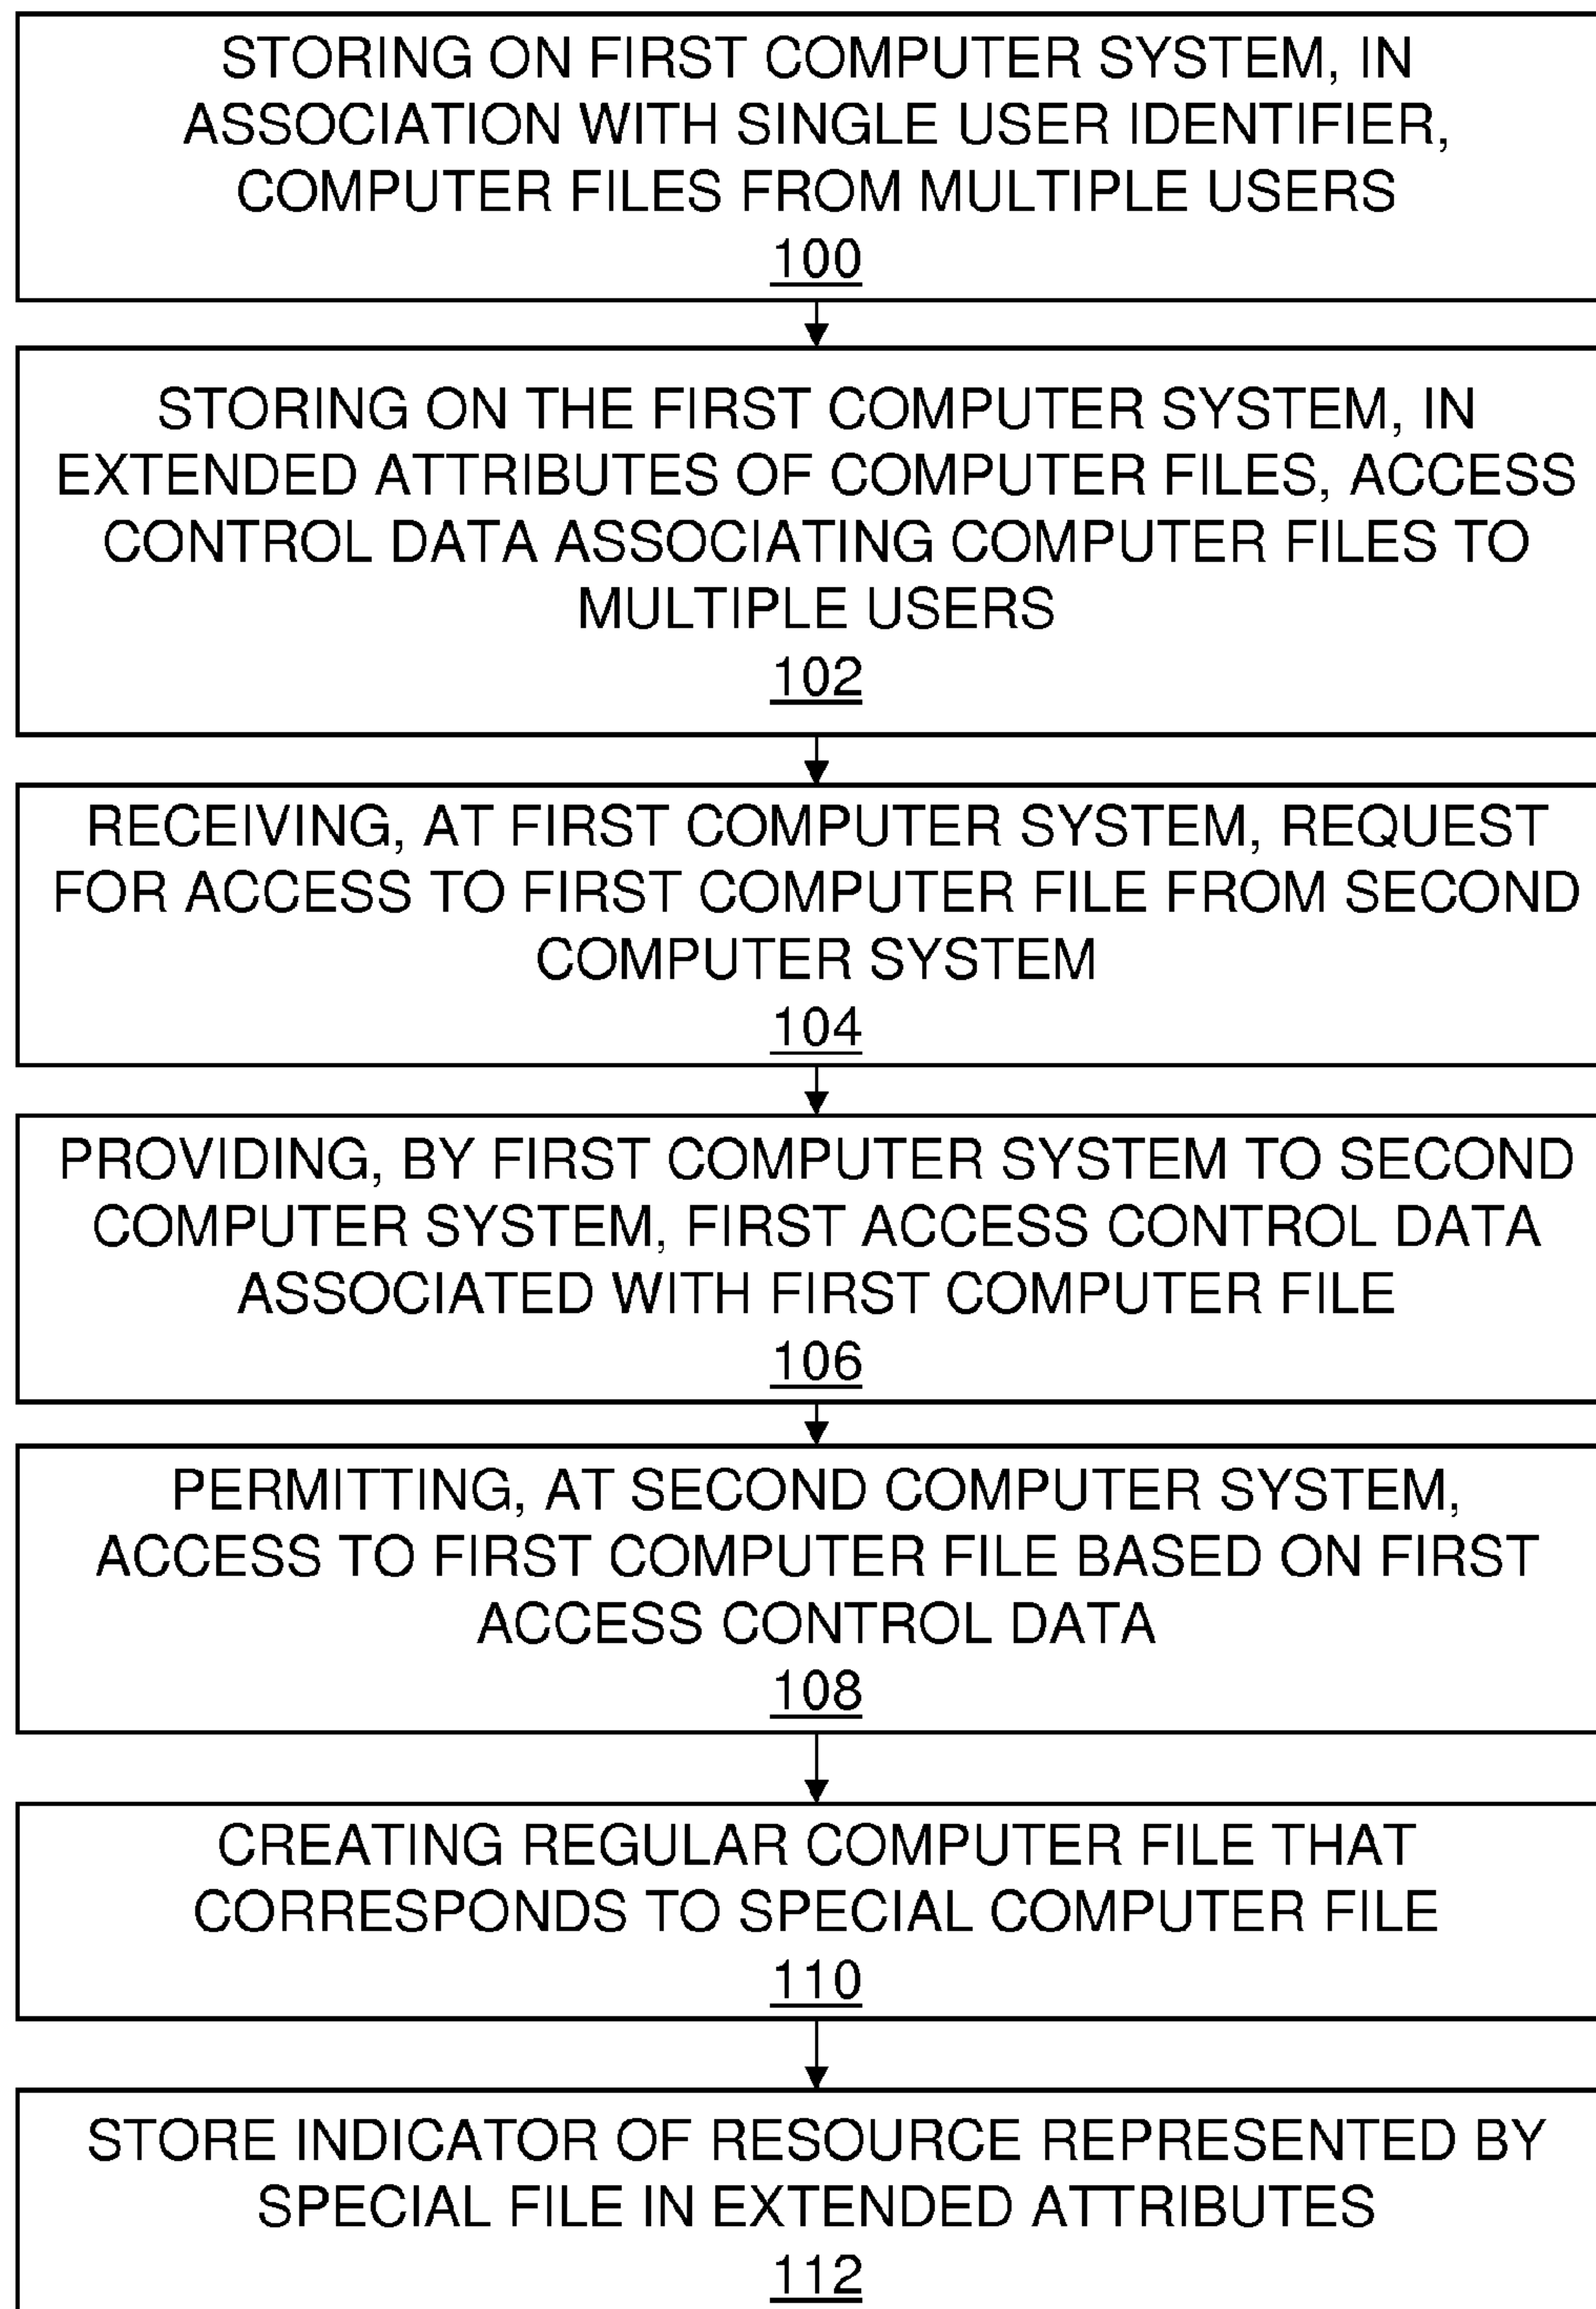 STORING ON FIRST COMPUTER SYSTEM, IN
ASSOCIATION WITH SINGLE USER IDENTIFIER,
COMPUTER FILES FROM MULTIPLE USERS
100
STORING ON THE FIRST COMPUTER SYSTEM, IN
EXTENDED ATTRIBUTES OF COMPUTER FILES, ACCESS
CONTROL DATA ASSOCIATING COMPUTER FILES TO
MULTIPLE USERS
102
RECEIVING, AT FIRST COMPUTER SYSTEM, REQUEST
FOR ACCESS TO FIRST COMPUTER FILE FROM SECOND
COMPUTER SYSTEM
104
PROVIDING, BY FIRST COMPUTER SYSTEM TO SECOND
COMPUTER SYSTEM, FIRST ACCESS CONTROL DATA
ASSOCIATED WITH FIRST COMPUTER FILE
106
PERMITTING, AT SECOND COMPUTER SYSTEM,
ACCESS TO FIRST COMPUTER FILE BASED ON FIRST
ACCESS CONTROL DATA
108
CREATING REGULAR COMPUTER FILE THAT
CORRESPONDS TO SPECIAL COMPUTER FILE
110
STORE INDICATOR OF RESOURCE REPRESENTED BY
SPECIAL FILE IN EXTENDED ATTRIBUTES
112